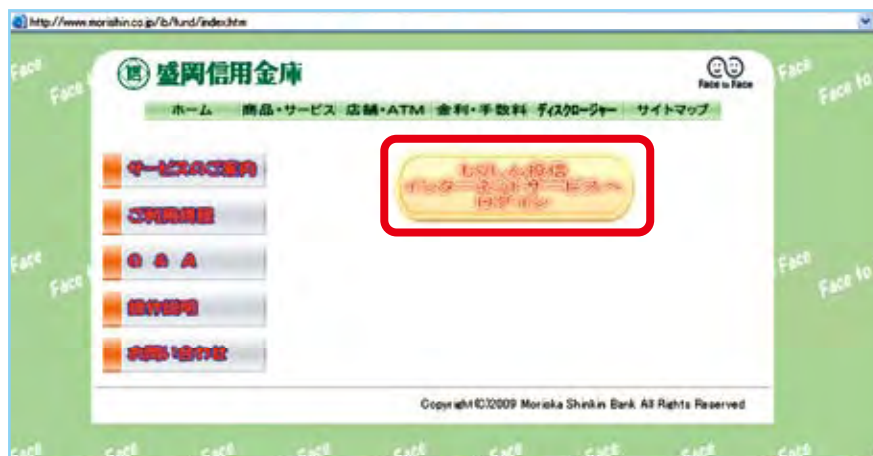 http://www.morishin.co.jp/ib/fund/index.htm
盛岡信用金庫
Face to Face
ホーム 商品・サービス 店舗・ATM 金利・手数料 ディスクロージャー サイトマップ
サービスのご案内
もりしん投信
インターネットサービスへ
ログイン
ご利用環境
Q & A
操作説明
お問い合わせ
Copyright(C)2009 Morioka Shinkin Bank All Rights Reserved